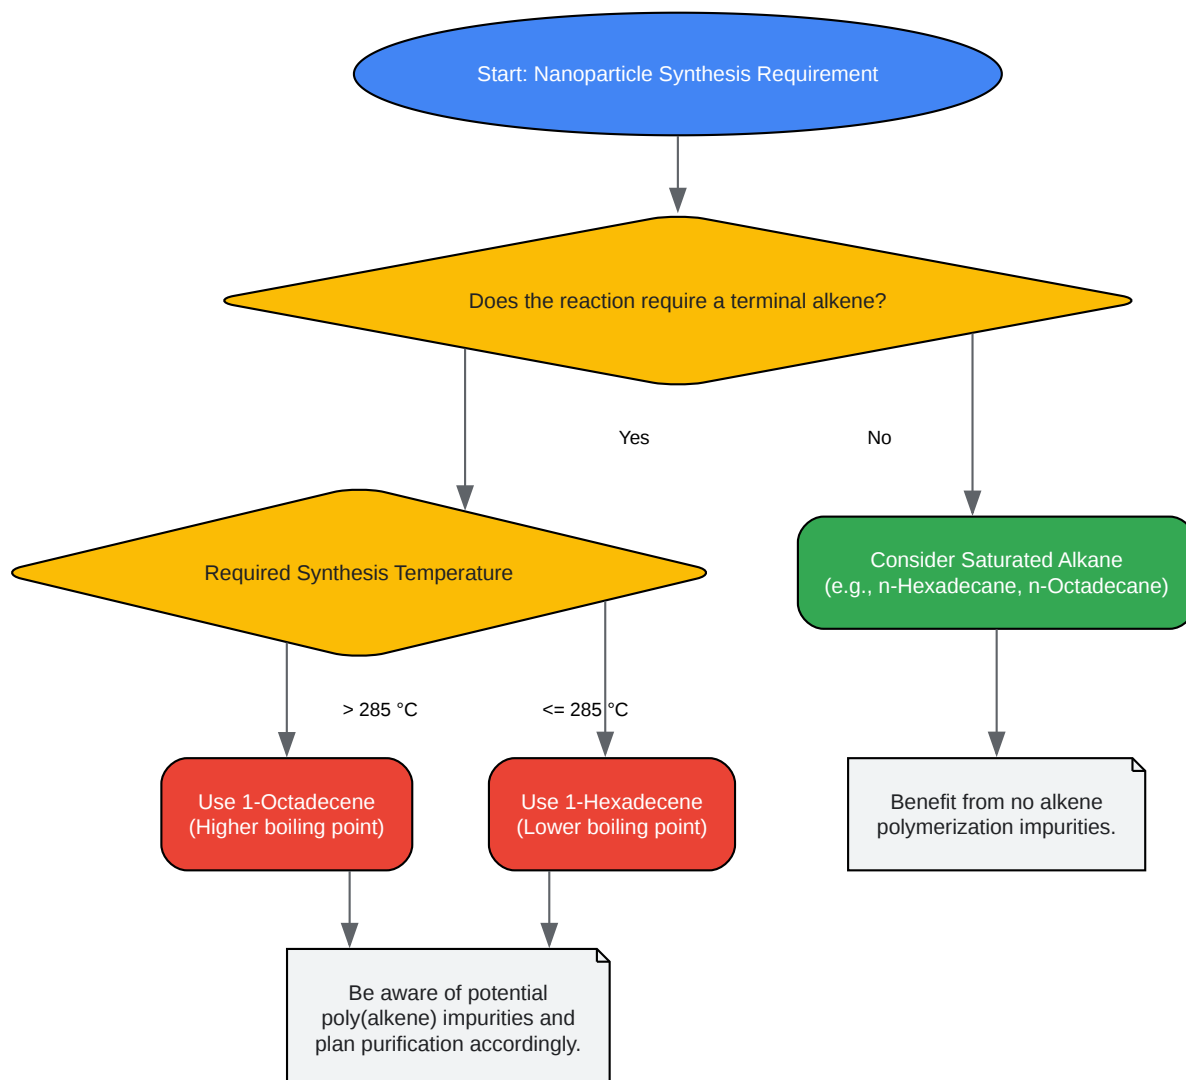 Start: Nanoparticle Synthesis Requirement
Does the reaction require a terminal alkene?
Yes
No
Required Synthesis Temperature
Consider Saturated Alkane
(e.g., n-Hexadecane, n-Octadecane)
> 285 °C
<= 285 °C
Use 1-Octadecene
(Higher boiling point)
Use 1-Hexadecene
(Lower boiling point)
Benefit from no alkene
polymerization impurities.
Be aware of potential
poly(alkene) impurities and
plan purification accordingly.